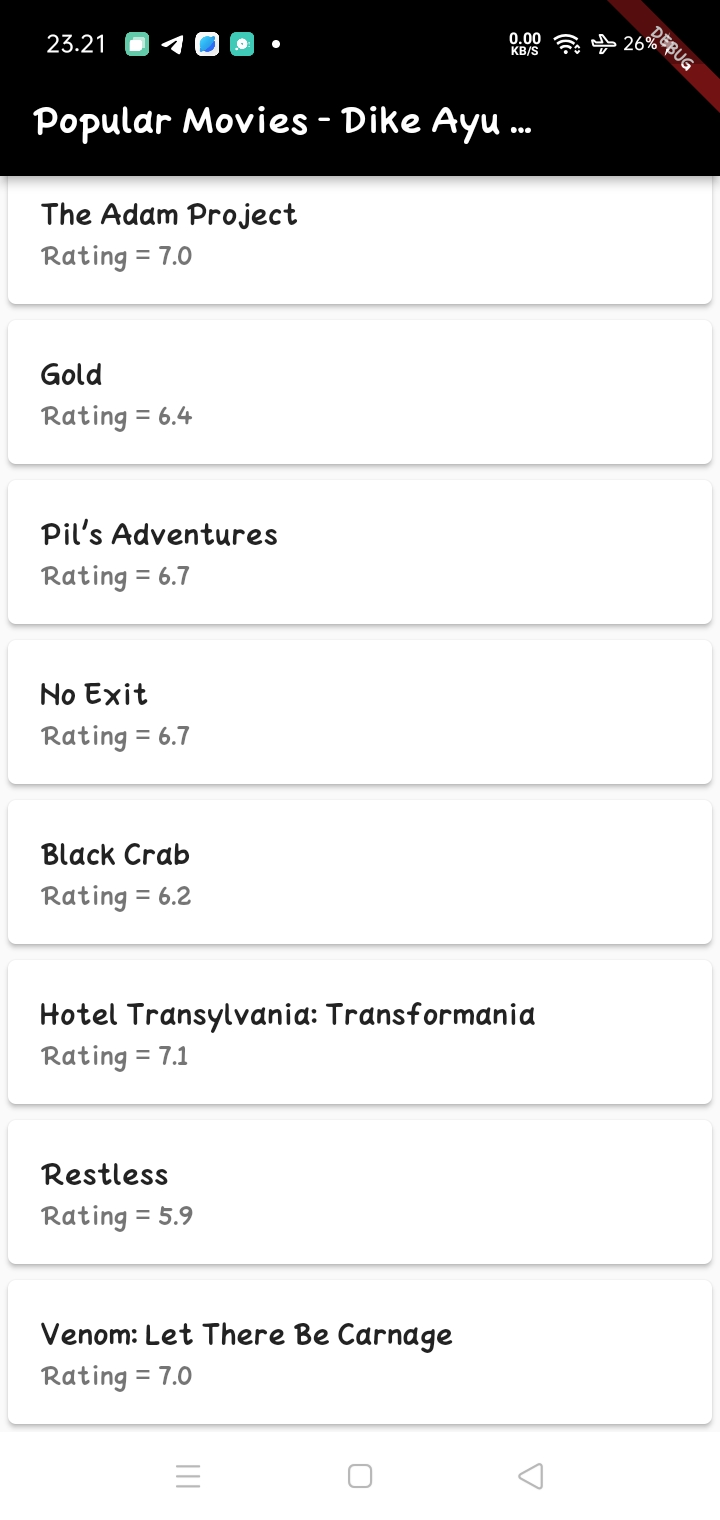 23.21
0.00
KB/S
26%
DEBUG
Popular Movies - Dike Ayu ...
The Adam Project
Rating = 7.0
Gold
Rating = 6.4
Pil's Adventures
Rating = 6.7
No Exit
Rating = 6.7
Black Crab
Rating = 6.2
Hotel Transylvania: Transformania
Rating = 7.1
Restless
Rating = 5.9
Venom: Let There Be Carnage
Rating = 7.0